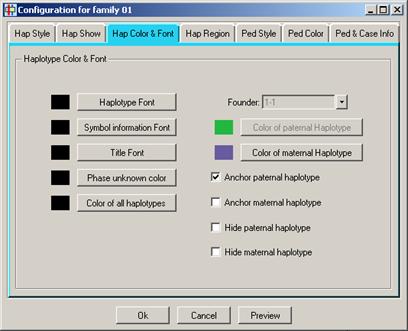 Configuration for family 01
Hap Style Hap Show Hap Color & Font Hap Region Ped Style Ped Color Ped & Case Info
Haplotype Color & Font
Haplotype Font Founder: 1-1
Symbol information Font Color of paternal Haplotype
Title Font Color of maternal Haplotype
Phase unknown color Anchor paternal haplotype
Color of all haplotypes Anchor maternal haplotype
Hide paternal haplotype
Hide maternal haplotype
Ok Cancel Preview